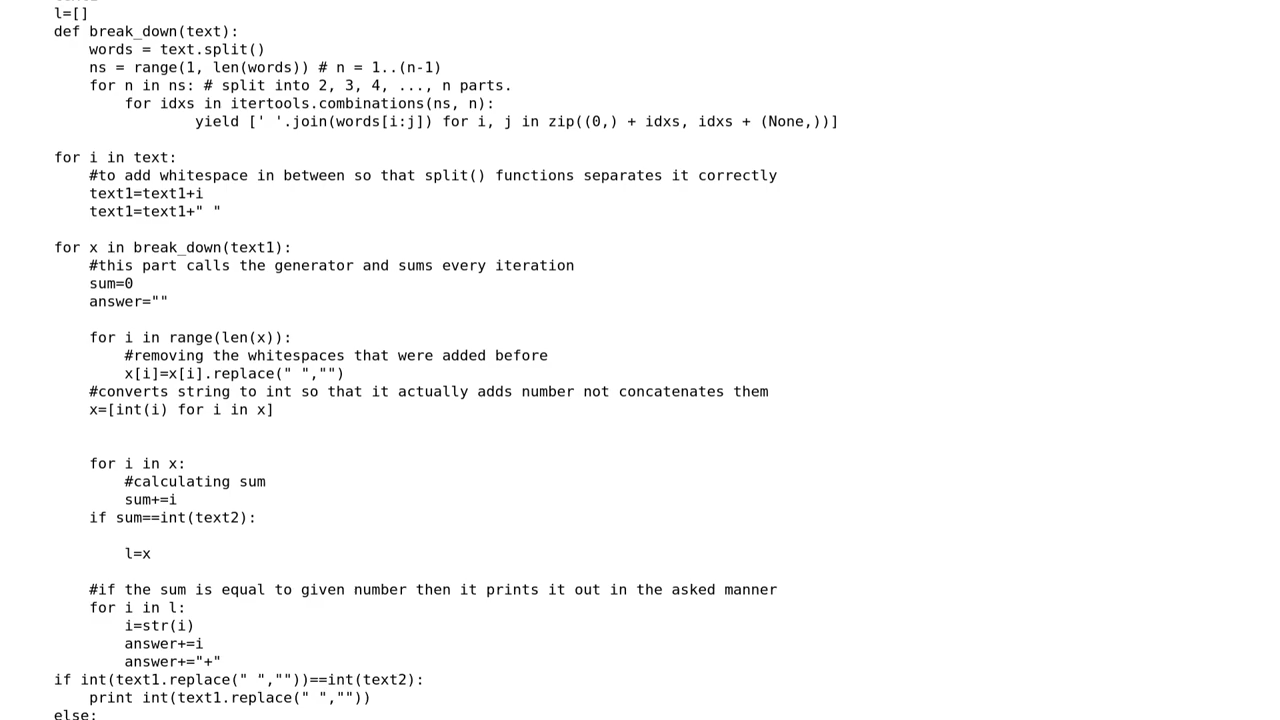 l=[]
def break_down(text):
    words = text.split()
    ns = range(1, len(words)) # n = 1..(n-1)
    for n in ns: # split into 2, 3, 4, ..., n parts.
        for idxs in itertools.combinations(ns, n):
                yield [' '.join(words[i:j]) for i, j in zip((0,) + idxs, idxs + (None,))]
for i in text:
    #to add whitespace in between so that split() functions separates it correctly
    text1=text1+i
    text1=text1+" "
for x in break_down(text1):
    #this part calls the generator and sums every iteration
    sum=0
    answer=""
    for i in range(len(x)):
        #removing the whitespaces that were added before
        x[i]=x[i].replace(" ","")
    #converts string to int so that it actually adds number not concatenates them
    x=[int(i) for i in x]
    for i in x:
        #calculating sum
        sum+=i
    if sum==int(text2):
        l=x
    #if the sum is equal to given number then it prints it out in the asked manner
    for i in l:
        i=str(i)
        answer+=i
        answer+="+"
if int(text1.replace(" ",""))==int(text2):
    print int(text1.replace(" ",""))
else: